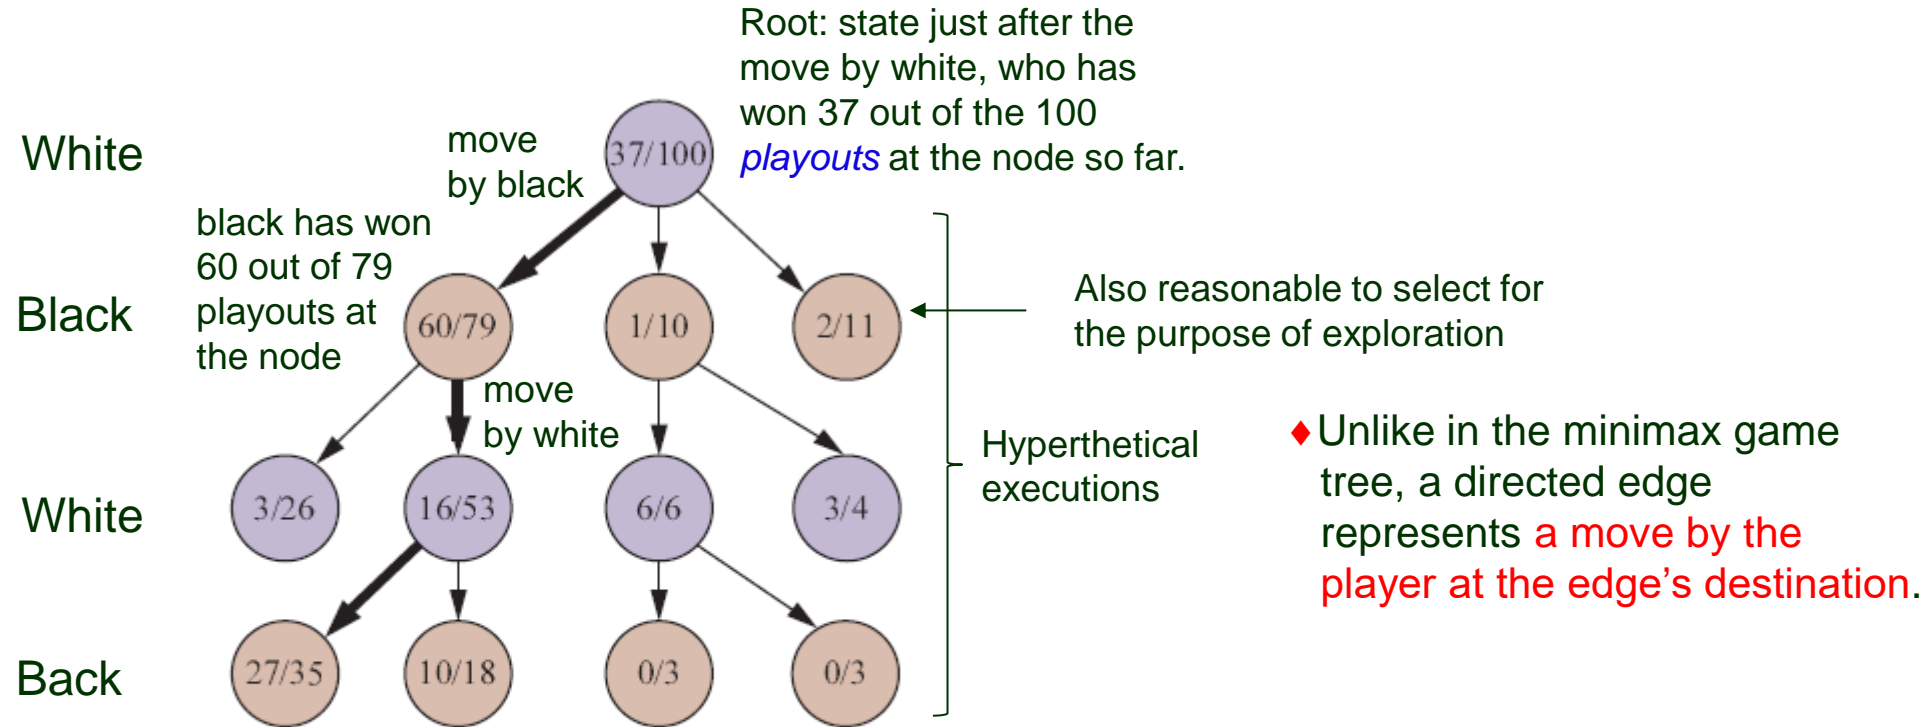 Root: state just after the
move by white, who has
won 37 out of the 100
playouts at the node so far.
White
move
by black
37/100
black has won
60 out of 79
playouts at
the node
Black
60/79
1/10
2/11
Also reasonable to select for
the purpose of exploration
move
by white
Hyperthetical
executions
♦Unlike in the minimax game
tree, a directed edge
represents a move by the
player at the edge's destination.
White
3/26
16/53
6/6
3/4
Back
27/35
10/18
0/3
0/3